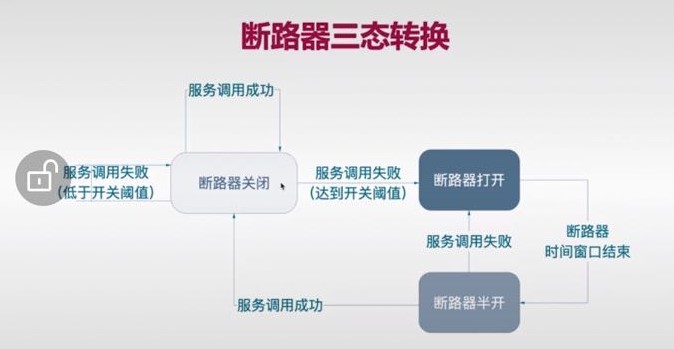 断路器三态转换
服务调用成功
服务调用失败
（低于开关阈值）
断路器关闭
服务调用失败
（达到开关阈值）
断路器打开
断路器
时间窗口结束
服务调用失败
服务调用成功
断路器半开